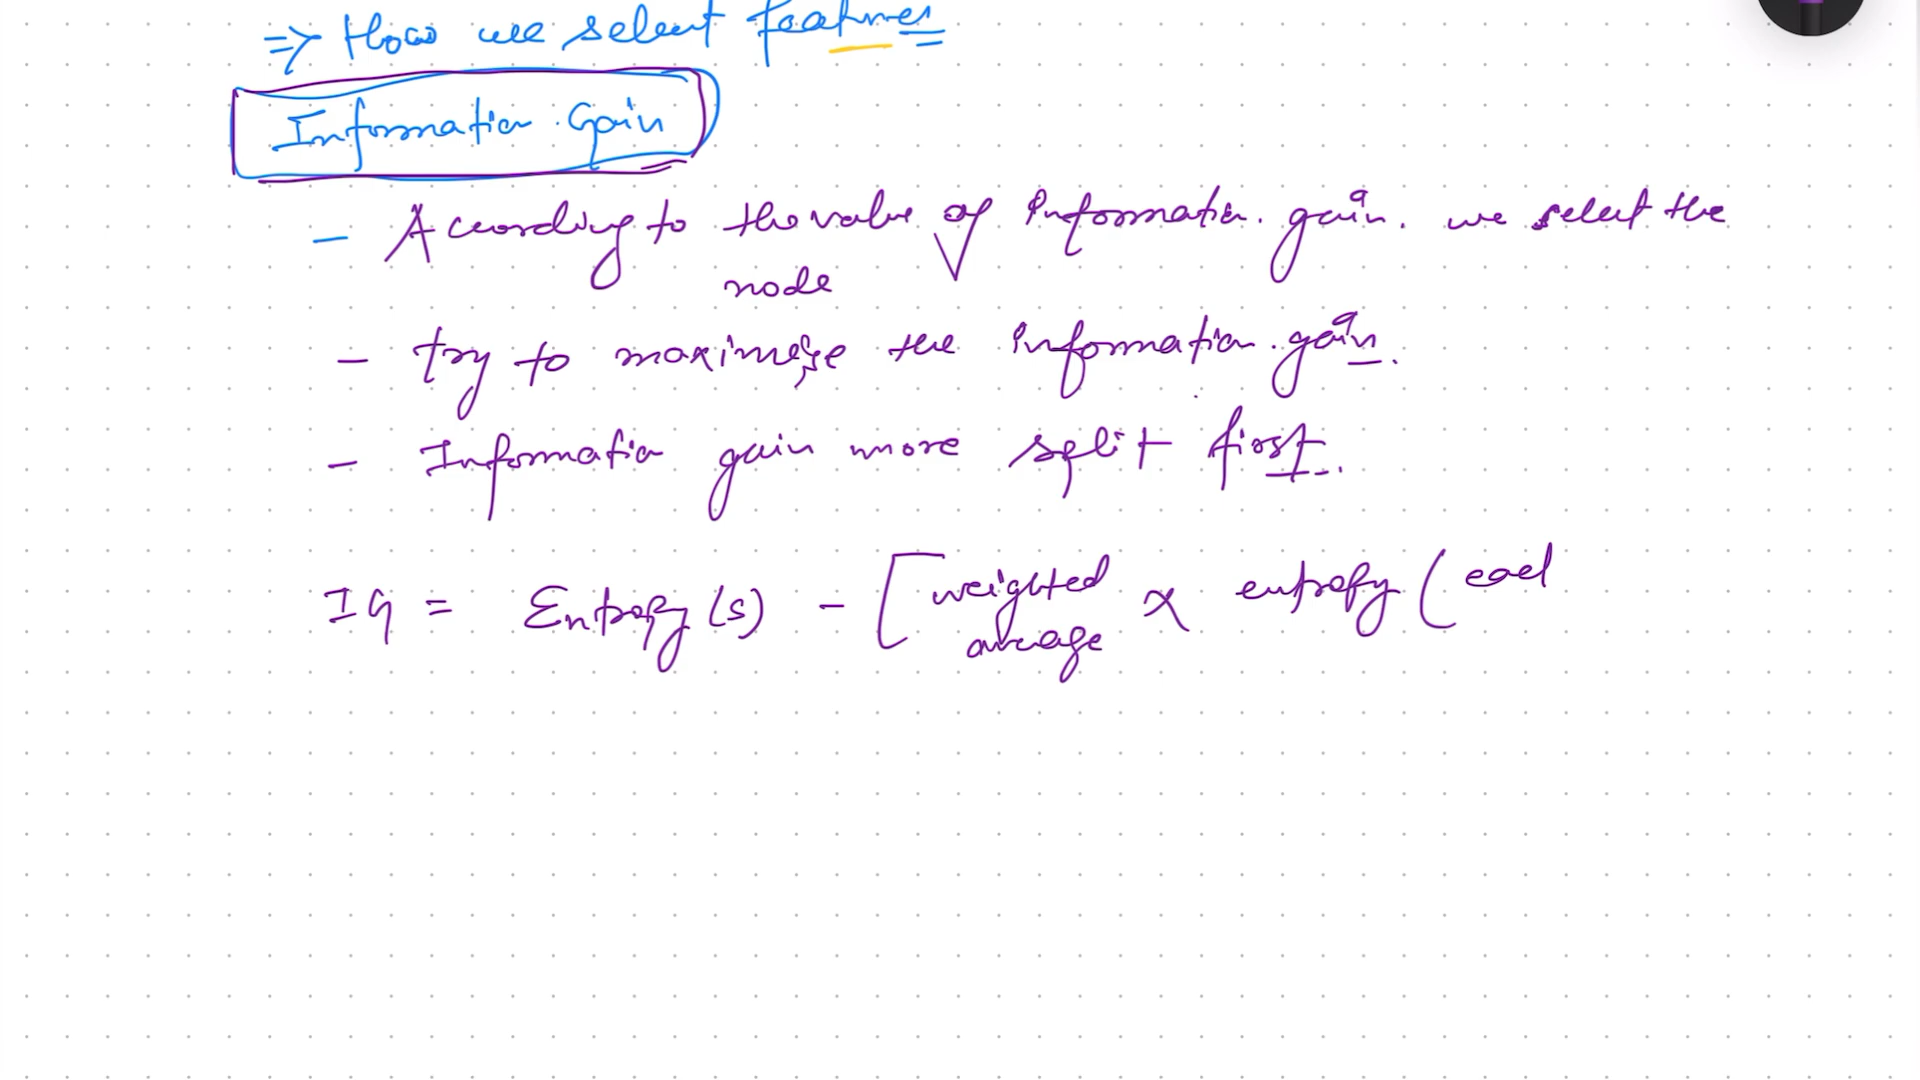 => How we select features
Information Gain
- According to the value of Information gain. we select the
node
- try to maximize the Information gain.
- Information gain more split first.
IG = Entropy(s) - [weighted average x entropy (each